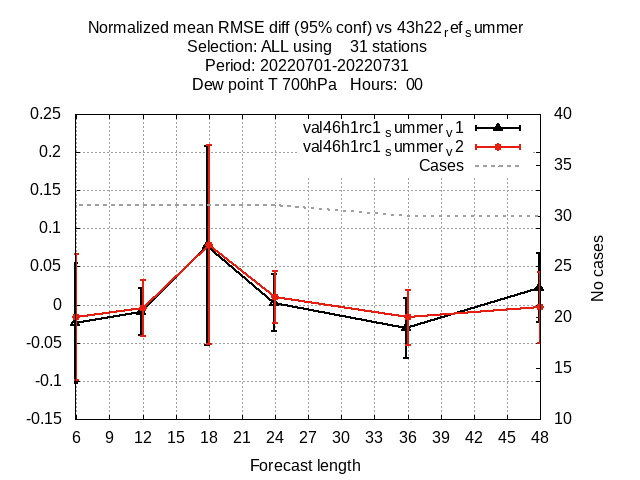 Normalized mean RMSE diff (95% conf) vs 43h22refsummer
Selection: ALL using 31 stations
Period: 20220701-20220731
Dew point T 700hPa Hours: 00
val46h1rc1summerv1
val46h1rc1summerv2
Cases
0.25
0.2
0.15
0.1
0.05
0
-0.05
-0.1
-0.15
40
35
30
25
20
15
10
No cases
6 9 12 15 18 21 24 27 30 33 36 39 42 45 48
Forecast length